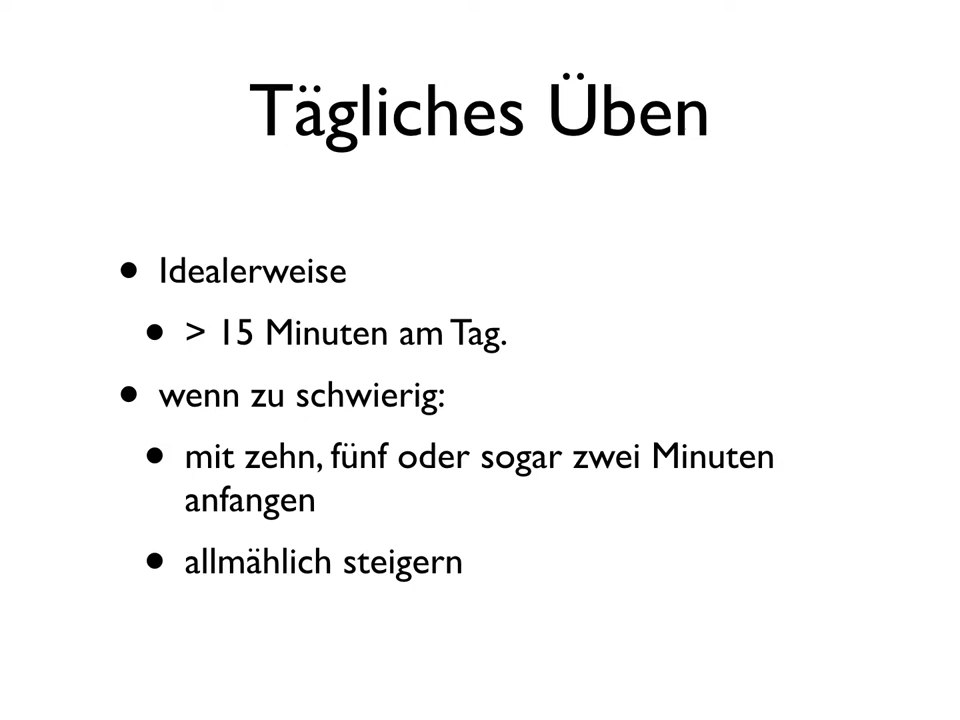 Tägliches Üben
• Idealerweise
• > 15 Minuten am Tag.
• wenn zu schwierig:
• mit zehn, fünf oder sogar zwei Minuten
anfangen
• allmählich steigern